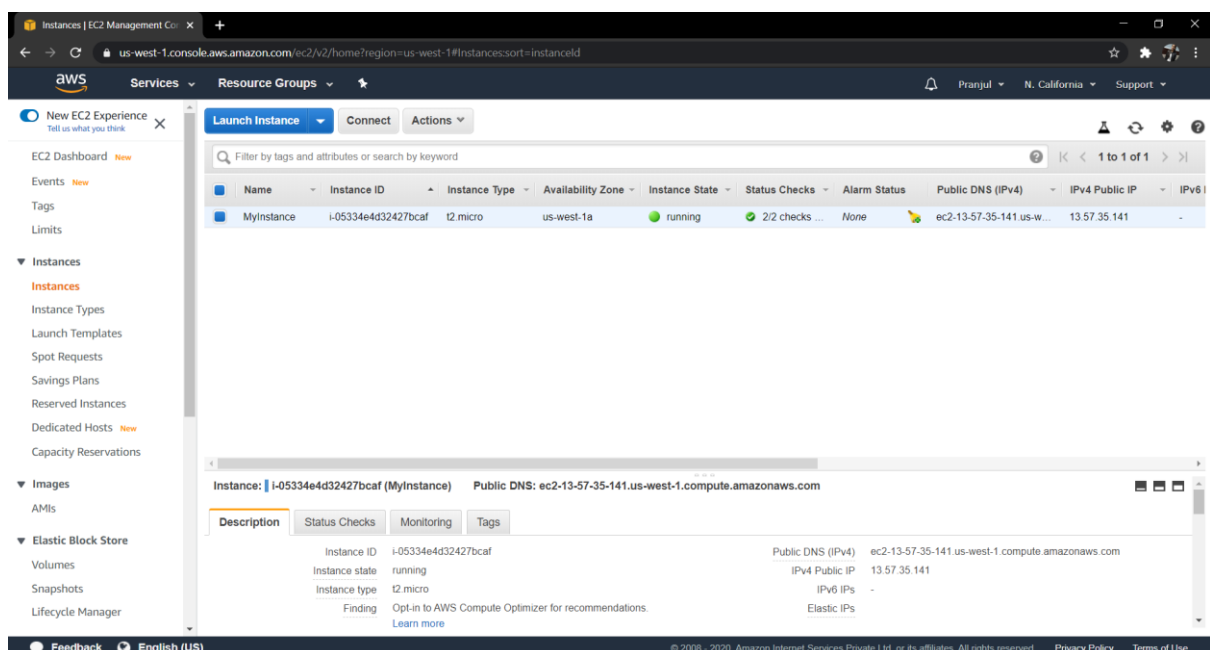 Instances | EC2 Management Co
us-west-1.console.aws.amazon.com/ec2/v2/home?region=us-west-1#Instances:sort=instanceId
aws Services Resource Groups Pranjul N. California Support
New EC2 Experience
Tell us what you think
EC2 Dashboard New
Events New
Tags
Limits
Instances
Instances
Instance Types
Launch Templates
Spot Requests
Savings Plans
Reserved Instances
Dedicated Hosts New
Capacity Reservations
Images
AMIs
Elastic Block Store
Volumes
Snapshots
Lifecycle Manager
Launch Instance Connect Actions
Filter by tags and attributes or search by keyword 1 to 1 of 1
Name Instance ID Instance Type Availability Zone Instance State Status Checks Alarm Status Public DNS (IPv4) IPv4 Public IP IPv6
MyInstance i-05334e4d32427bcaf t2.micro us-west-1a running 2/2 checks ... None ec2-13-57-35-141.us-w... 13.57.35.141 -
Instance: i-05334e4d32427bcaf (MyInstance) Public DNS: ec2-13-57-35-141.us-west-1.compute.amazonaws.com
Description Status Checks Monitoring Tags
Instance ID i-05334e4d32427bcaf Public DNS (IPv4) ec2-13-57-35-141.us-west-1.compute.amazonaws.com
Instance state running IPv4 Public IP 13.57.35.141
Instance type t2.micro IPv6 IPs -
Finding Opt-in to AWS Compute Optimizer for recommendations. Elastic IPs
Learn more
Feedback English (US) © 2008 - 2020, Amazon Internet Services Private Ltd. or its affiliates. All rights reserved. Privacy Policy Terms of Use